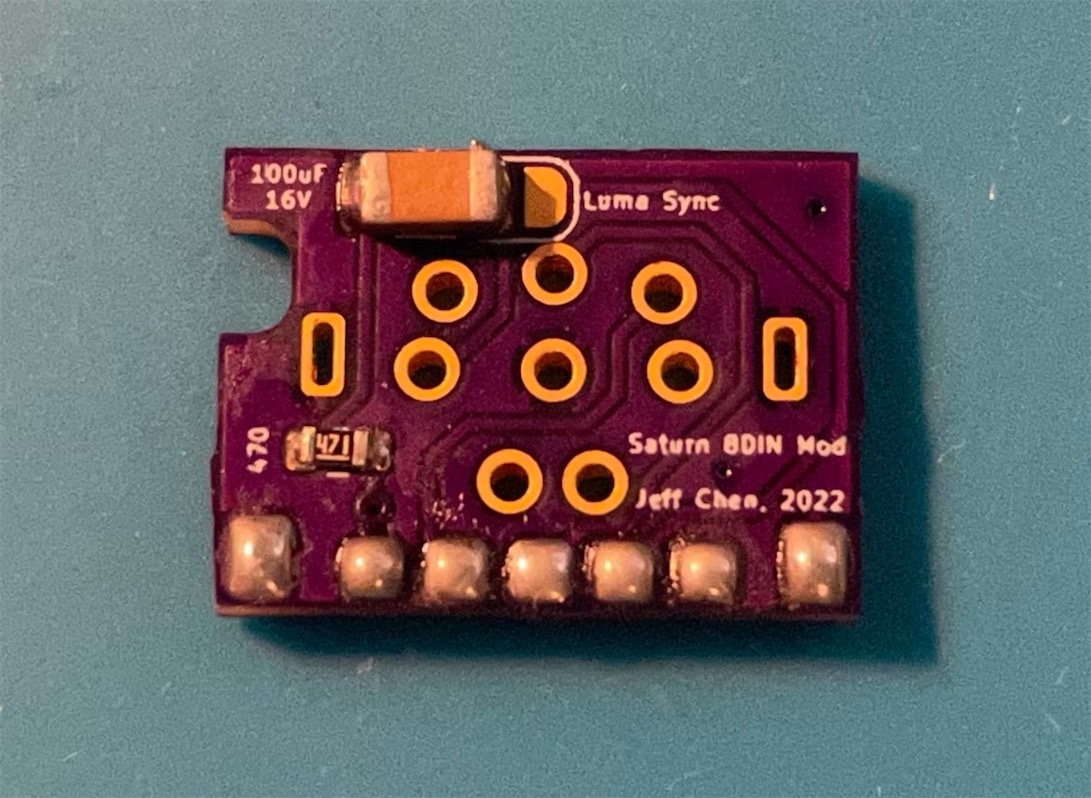 100uF
16V
Luma Sync
470
471
Saturn 8DIN Mod
Jeff Chen, 2022